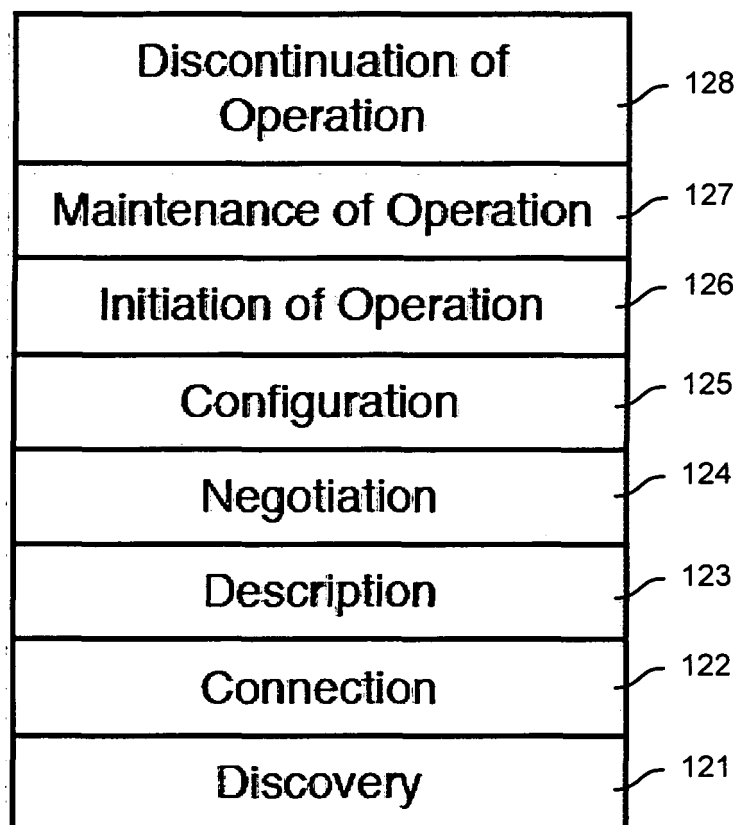 Discontinuation of
Operation
128
Maintenance of Operation
127
Initiation of Operation
126
Configuration
125
Negotiation
124
Description
123
Connection
122
Discovery
121